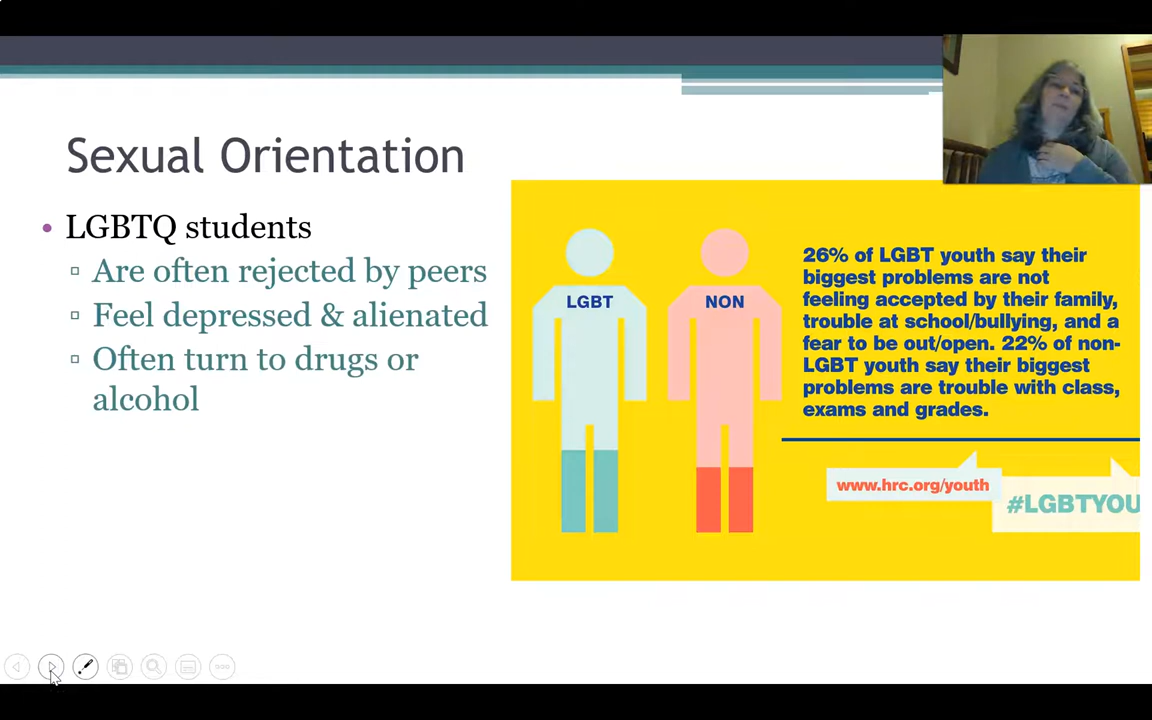 Sexual Orientation
• LGBTQ students
▫ Are often rejected by peers
▫ Feel depressed & alienated
▫ Often turn to drugs or
alcohol
LGBT
NON
26% of LGBT youth say their
biggest problems are not
feeling accepted by their family,
trouble at school/bullying, and a
fear to be out/open. 22% of non-
LGBT youth say their biggest
problems are trouble with class,
exams and grades.
www.hrc.org/youth
#LGBTYOU